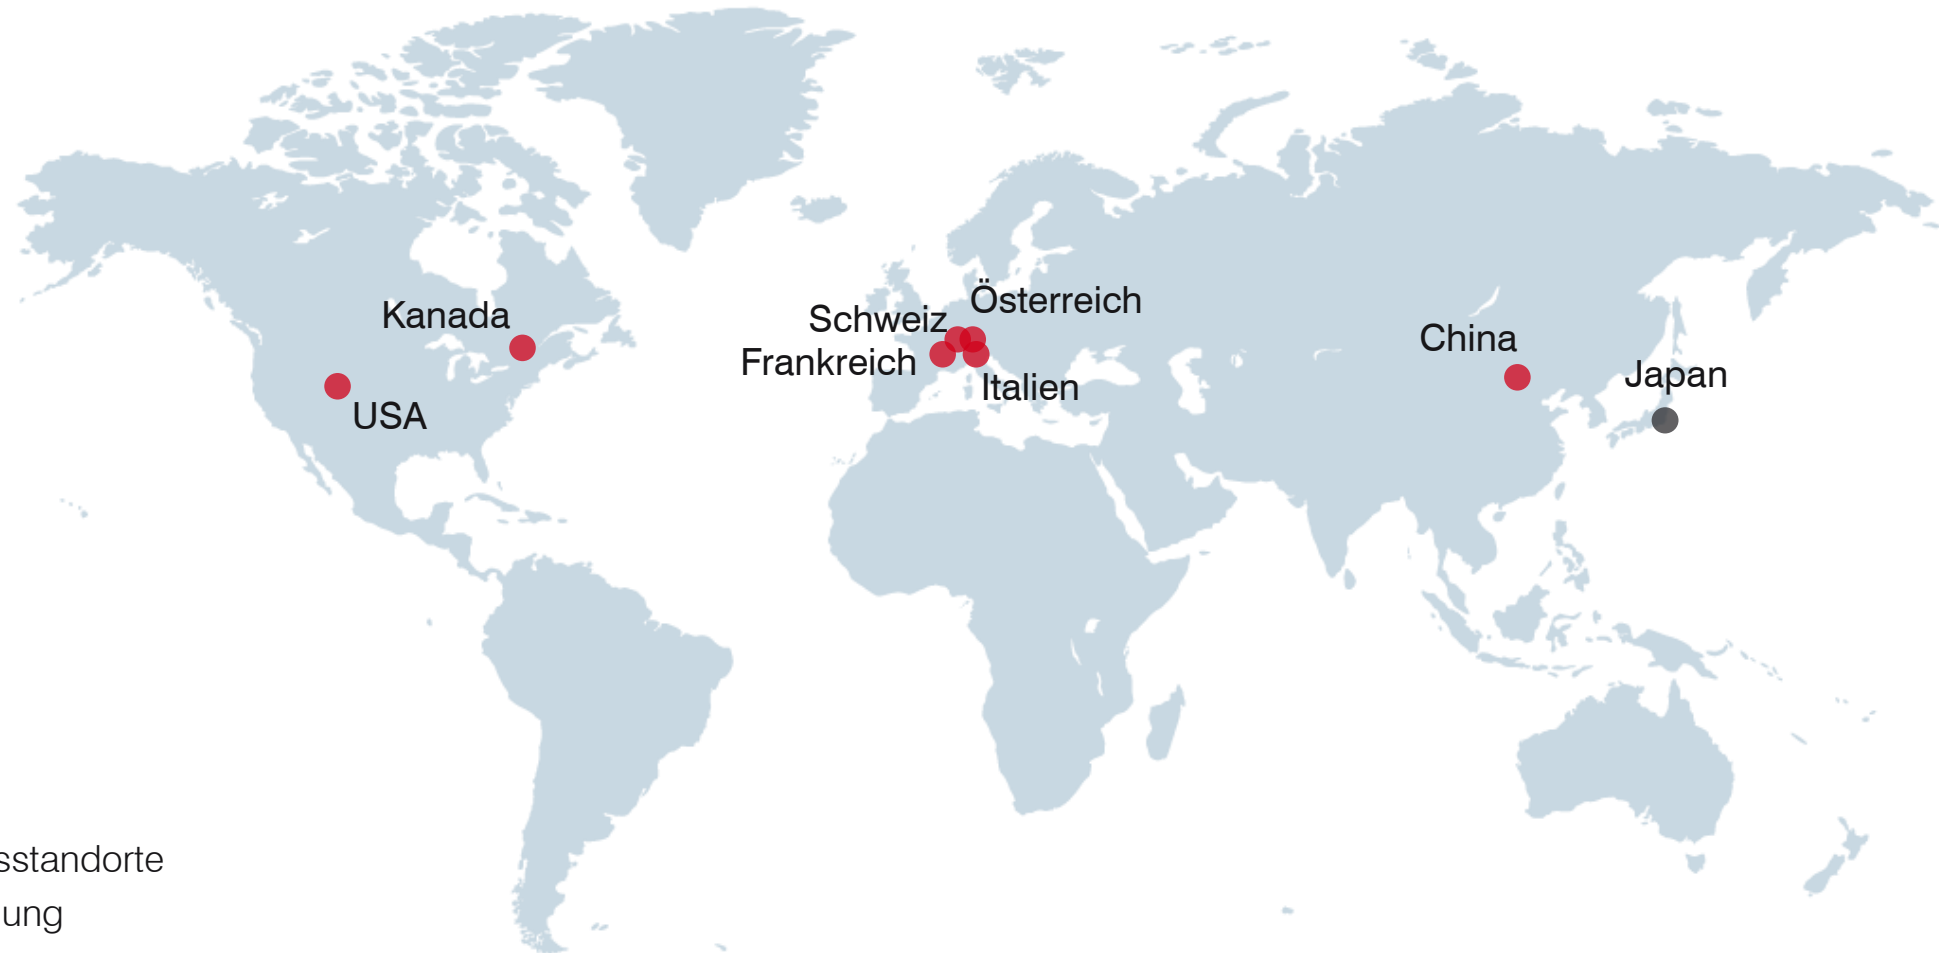 Österreich
Kanada
Schweiz
China
Frankreich
Japan
Italien
USA
sstandorte
ung